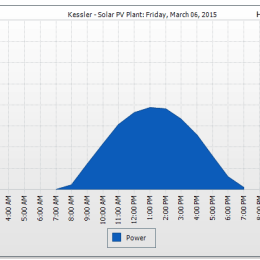 Kessler - Solar PV Plant: Friday, March 06, 2015
H
4:00 AM
5:00 AM
6:00 AM
7:00 AM
8:00 AM
9:00 AM
10:00 AM
11:00 AM
12:00 PM
1:00 PM
2:00 PM
3:00 PM
4:00 PM
5:00 PM
6:00 PM
7:00 PM
Power